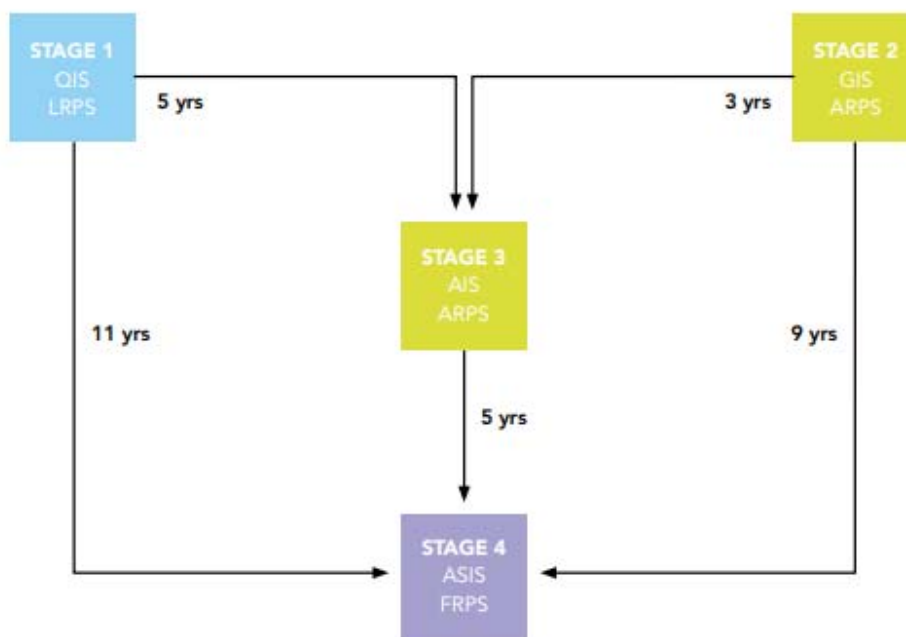 STAGE 1
QIS
LRPS
5 yrs
3 yrs
STAGE 2
GIS
ARPS
STAGE 3
AIS
ARPS
11 yrs
9 yrs
5 yrs
STAGE 4
ASIS
FRPS